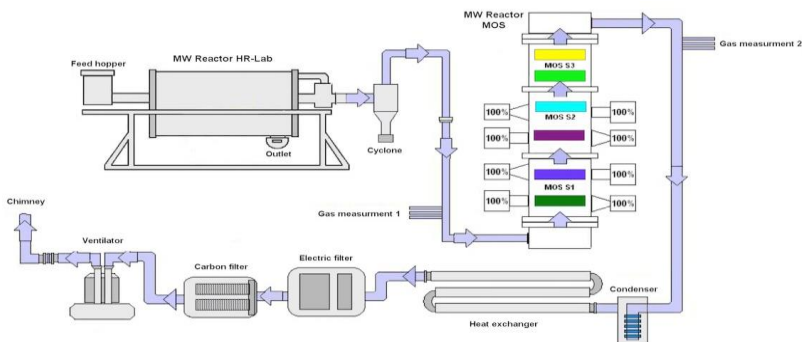 MW Reactor
MOS
MW Reactor HR-Lab
Feed hopper
Outlet
Cyclone
Gas measurment 2
MOS S3
100%
MOS S2
100%
100%
100%
100%
100%
MOS S1
100%
100%
Gas measurment 1
Chimney
Ventilator
Carbon filter
Electric filter
Heat exchanger
Condenser